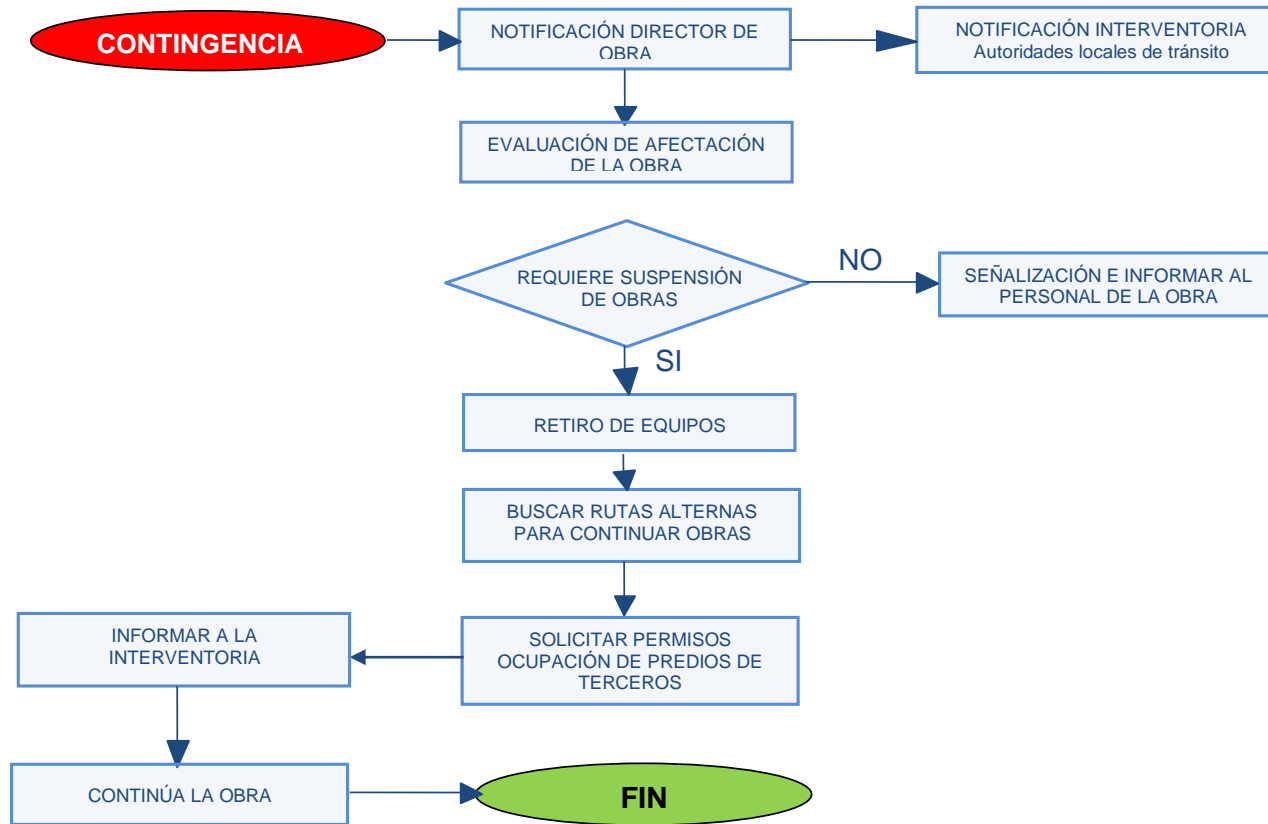 CONTINGENCIA
NOTIFICACIÓN DIRECTOR DE
OBRA
NOTIFICACIÓN INTERVENTORIA
Autoridades locales de tránsito
EVALUACIÓN DE AFECTACIÓN
DE LA OBRA
REQUIERE SUSPENSIÓN
DE OBRAS
NO
SEÑALIZACIÓN E INFORMAR AL
PERSONAL DE LA OBRA
SI
RETIRO DE EQUIPOS
BUSCAR RUTAS ALTERNAS
PARA CONTINUAR OBRAS
SOLICITAR PERMISOS
OCUPACIÓN DE PREDIOS DE
TERCEROS
INFORMAR A LA
INTERVENTORIA
CONTINÚA LA OBRA
FIN